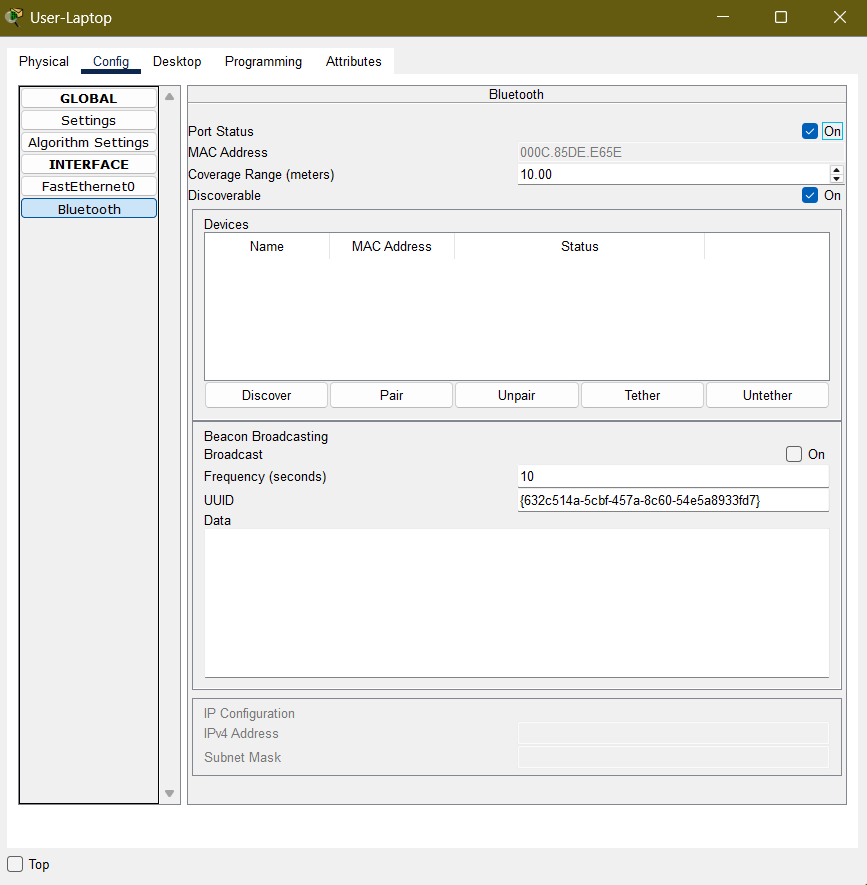 User-Laptop
Physical Config Desktop Programming Attributes
GLOBAL
Settings
Algorithm Settings
INTERFACE
FastEthernet0
Bluetooth
Bluetooth
Port Status On
MAC Address 000C.85DE.E65E
Coverage Range (meters) 10.00
Discoverable On
Devices
Name MAC Address Status
Discover Pair Unpair Tether Untether
Beacon Broadcasting
Broadcast On
Frequency (seconds) 10
UUID {632c514a-5cbf-457a-8c60-54e5a8933fd7}
Data
IP Configuration
IPv4 Address
Subnet Mask
Top